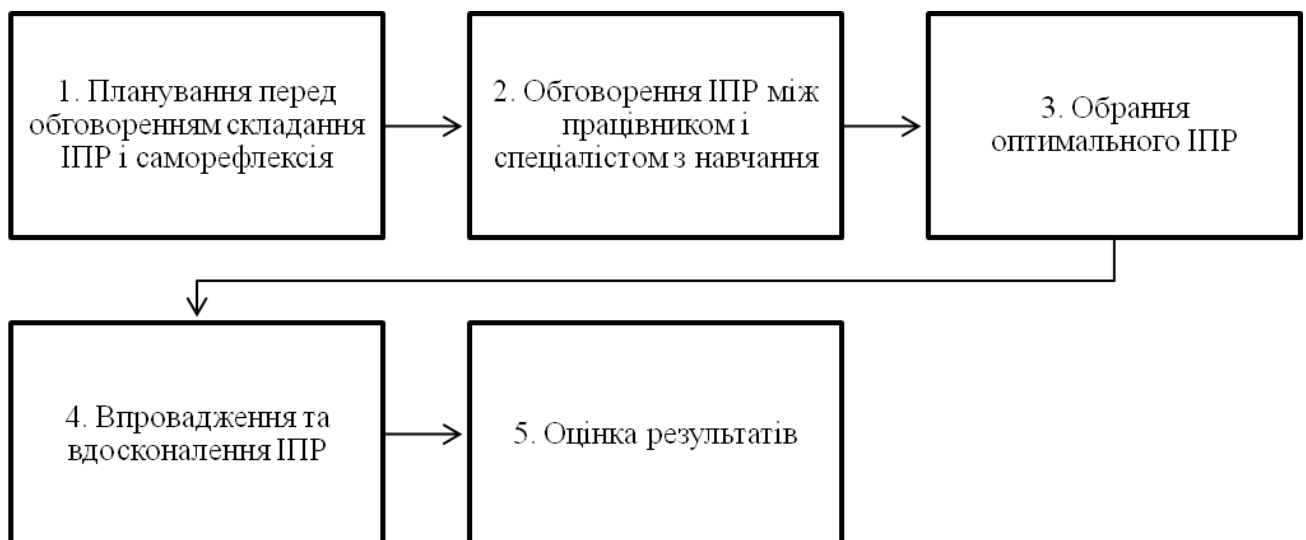 1. Планування перед
обговоренням складання
ІПР і саморефлексія
2. Обговорення ІПР між
працівником і
спеціалістом з навчання
3. Обрання
оптимального ІПР
4. Впровадження та
вдосконалення ІПР
5. Оцінка результатів